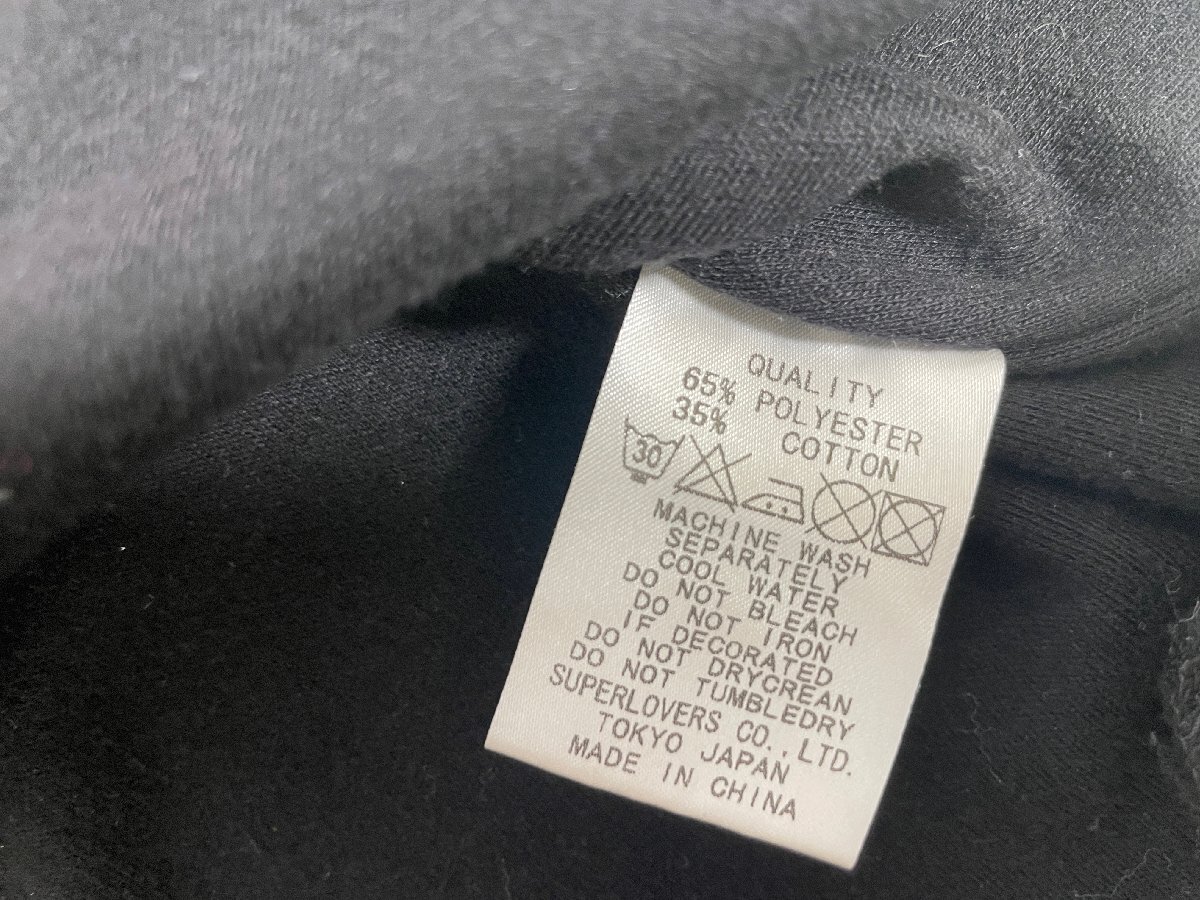 QUALITY
65% POLYESTER
35% COTTON
30
MACHINE WASH
SEPARATELY
COOL WATER
DO NOT BLEACH
DO NOT IRON
IF DECORATED
DO NOT DRYCREAN
DO NOT TUMBLEDRY
SUPERLOVERS CO.,LTD.
TOKYO JAPAN
MADE IN CHINA